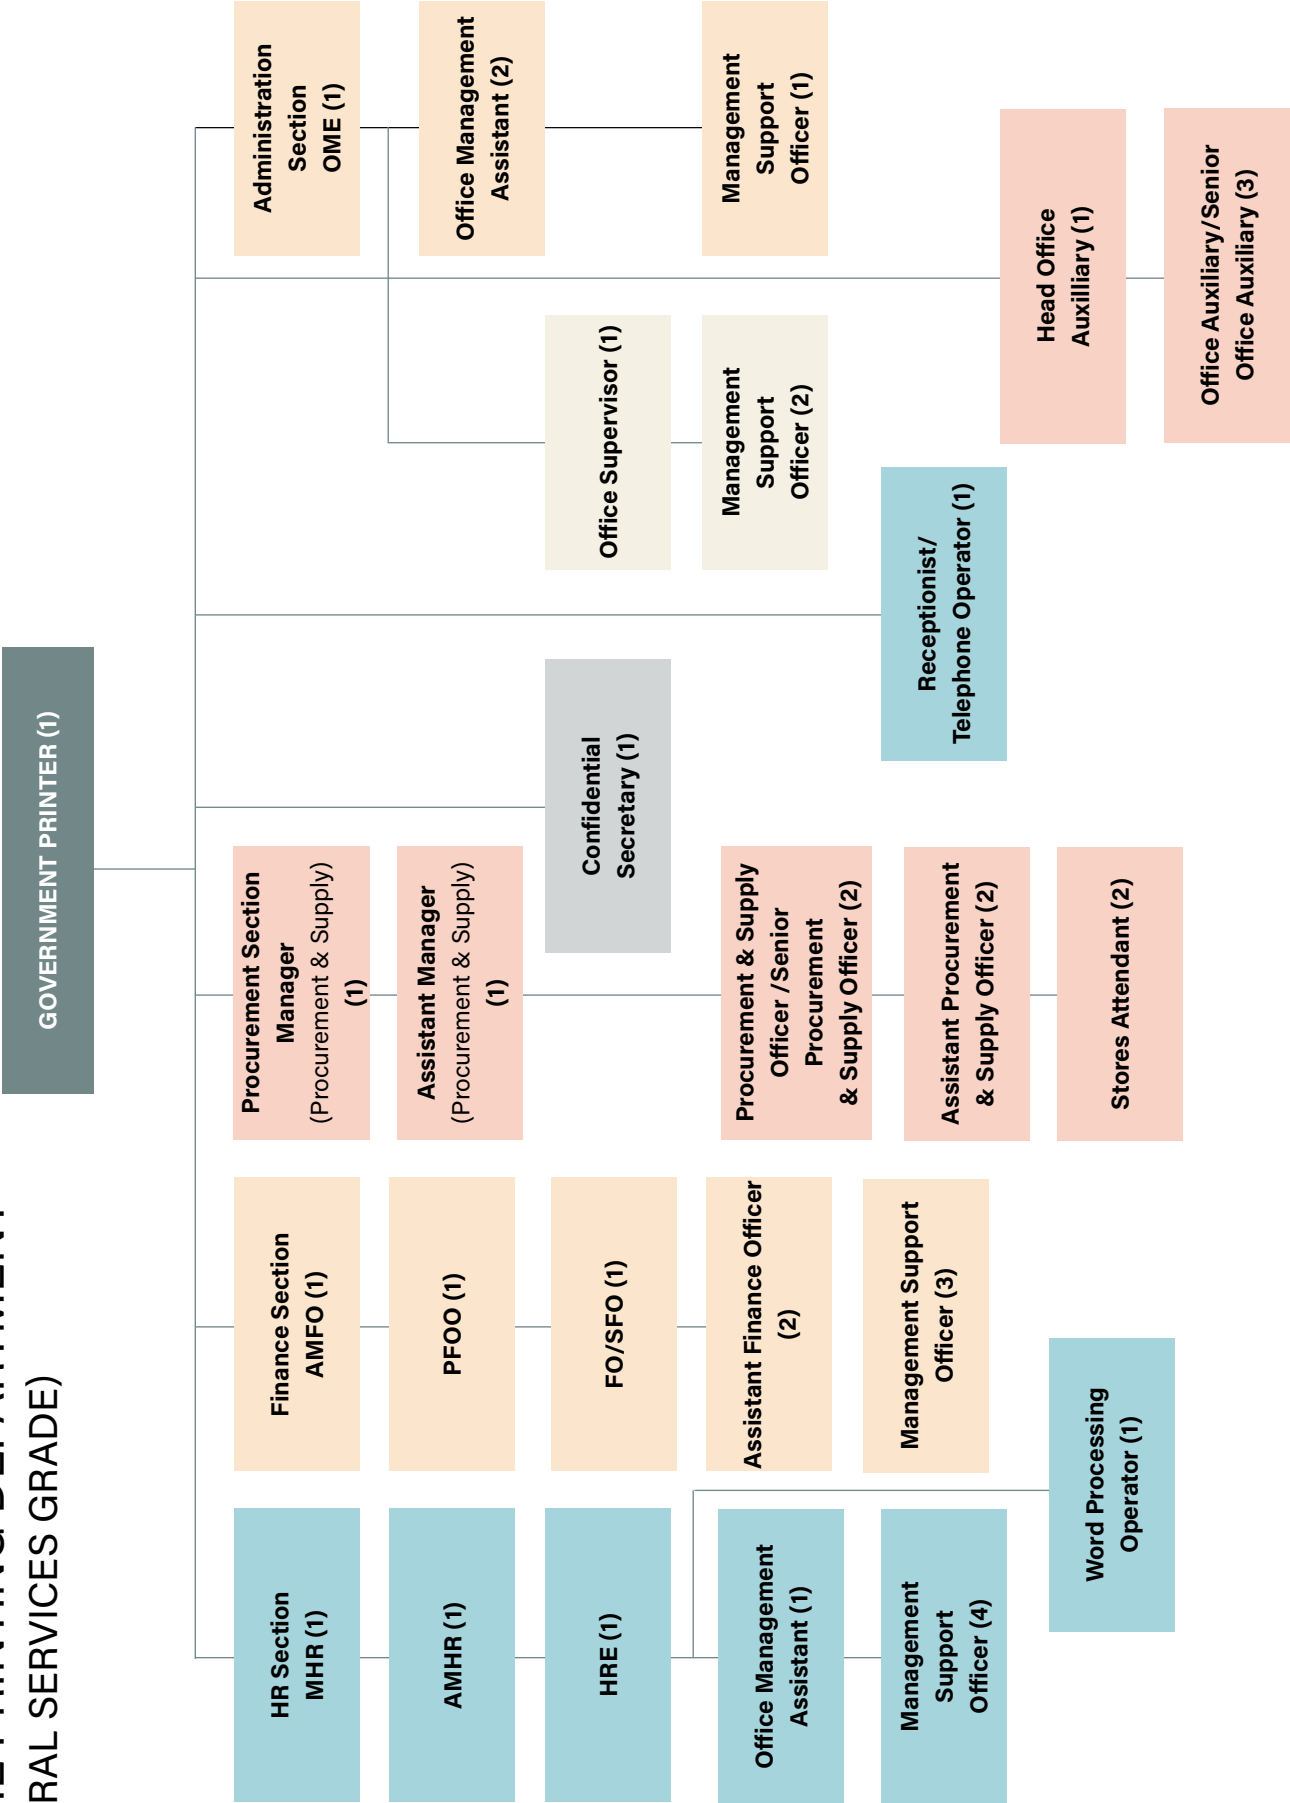 PRINTING DEPARTMENT
RAL SERVICES GRADE)
GOVERNMENT PRINTER (1)
HR Section
MHR (1)
AMHR (1)
HRE (1)
Office Management
Assistant (1)
Management
Support
Officer (4)
Word Processing
Operator (1)
Finance Section
AMFO (1)
PFOO (1)
FO/SFO (1)
Assistant Finance Officer
(2)
Management Support
Officer (3)
Procurement Section
Manager
(Procurement & Supply)
(1)
Assistant Manager
(Procurement & Supply)
(1)
Procurement & Supply
Officer /Senior
Procurement
& Supply Officer (2)
Assistant Procurement
& Supply Officer (2)
Stores Attendant (2)
Confidential
Secretary (1)
Receptionist/
Telephone Operator (1)
Office Supervisor (1)
Management
Support
Officer (2)
Head Office
Auxilliary (1)
Office Auxiliary/Senior
Office Auxiliary (3)
Administration
Section
OME (1)
Office Management
Assistant (2)
Management
Support
Officer (1)